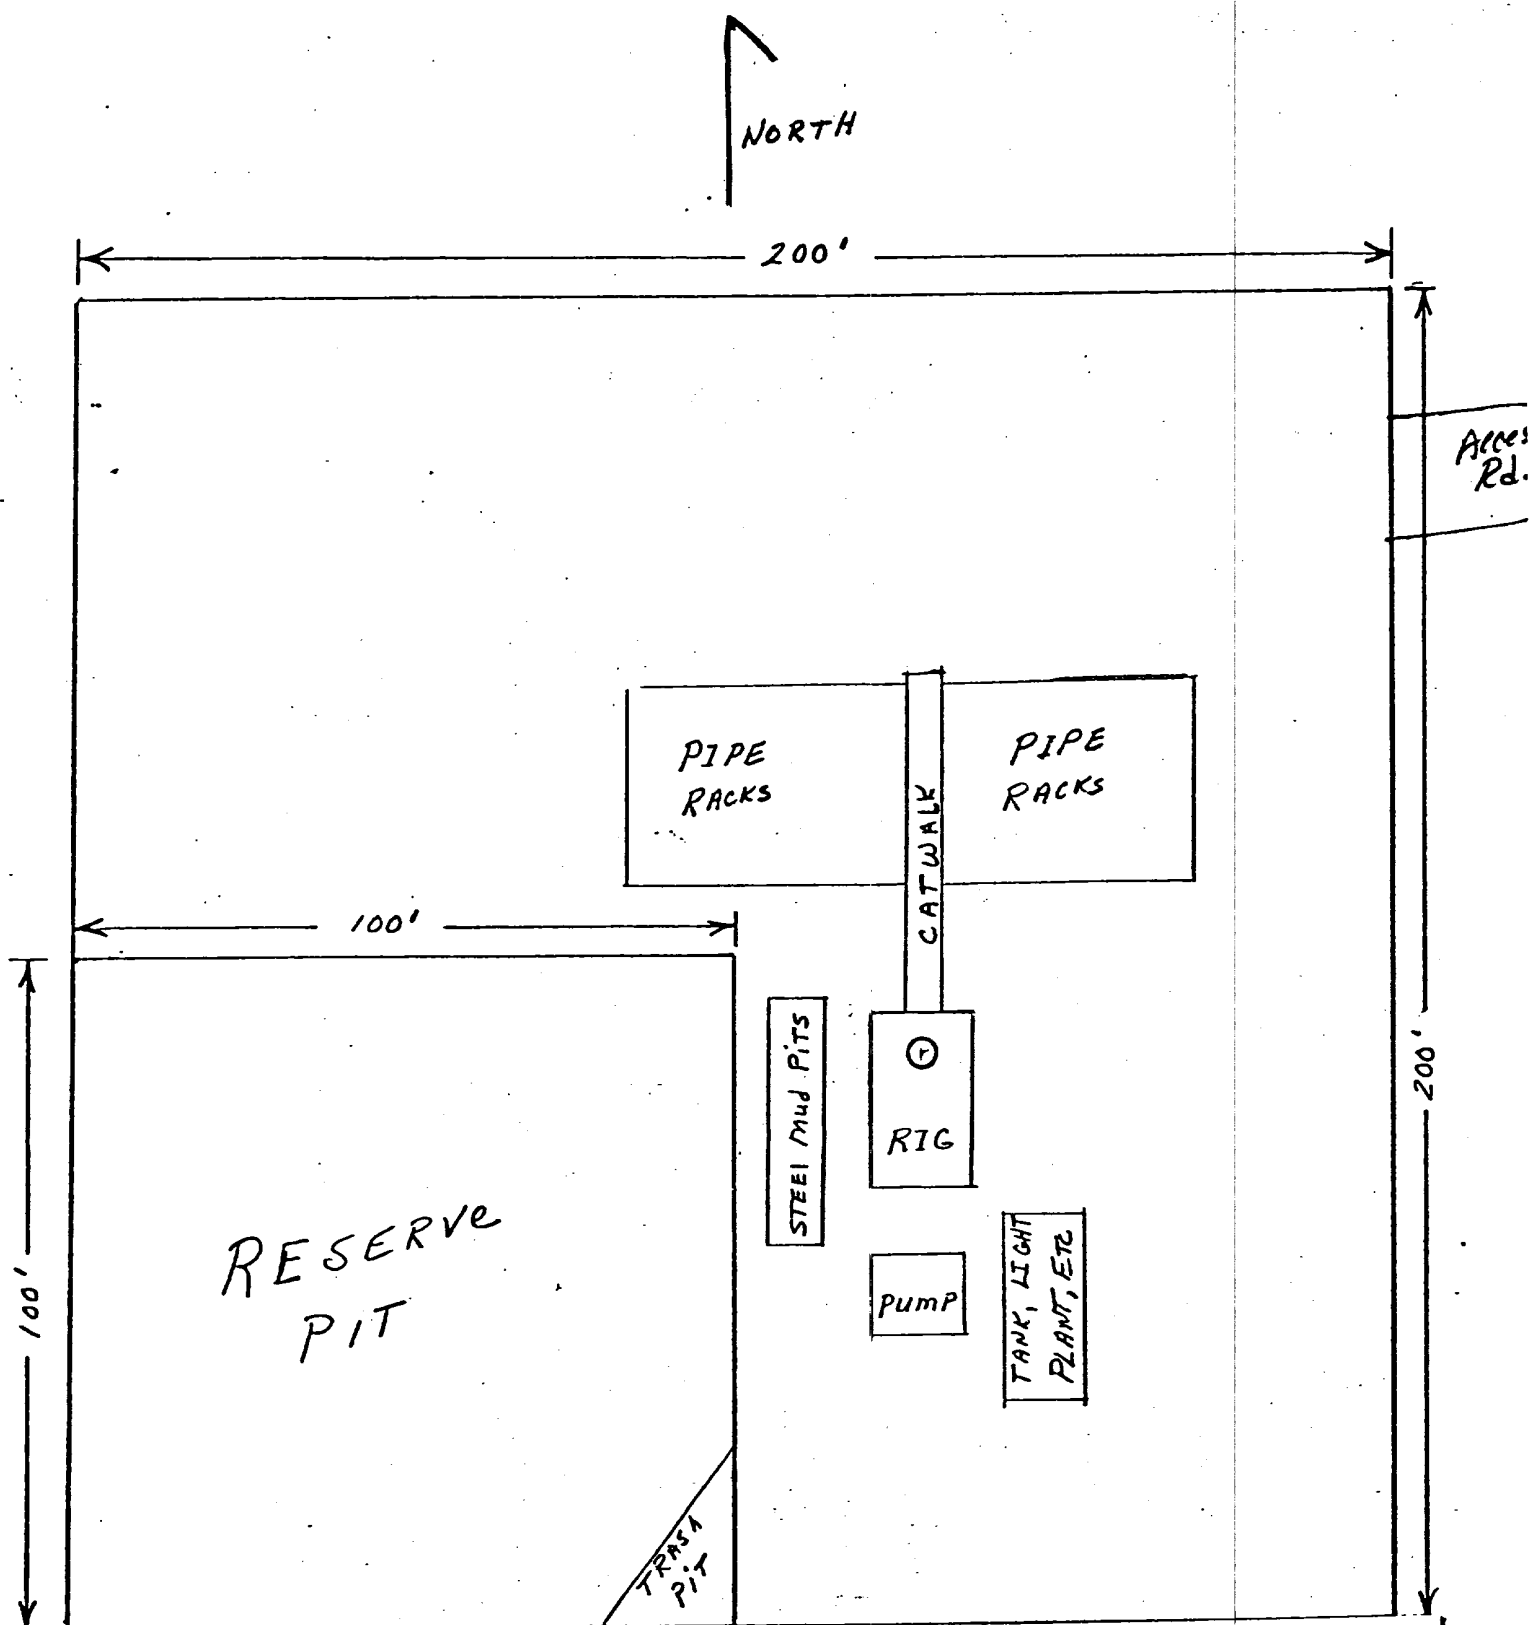 NORTH
200'
Acces
Rd.
PIPE
RACKS
PIPE
RACKS
CATWALK
100'
STEEl Mud PiTS
RIG
200'
RESERVe
PIT
100'
PumP
TANK, LIGHT
PLANT, ETC
TRASH
PiT